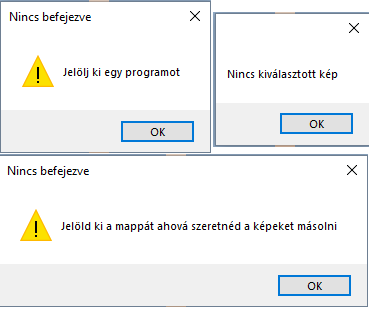 Nincs befejezve
Jelölj ki egy programot
OK
Nincs kiválasztott kép
OK
Nincs befejezve
Jelöld ki a mappát ahová szeretnéd a képeket másolni
OK